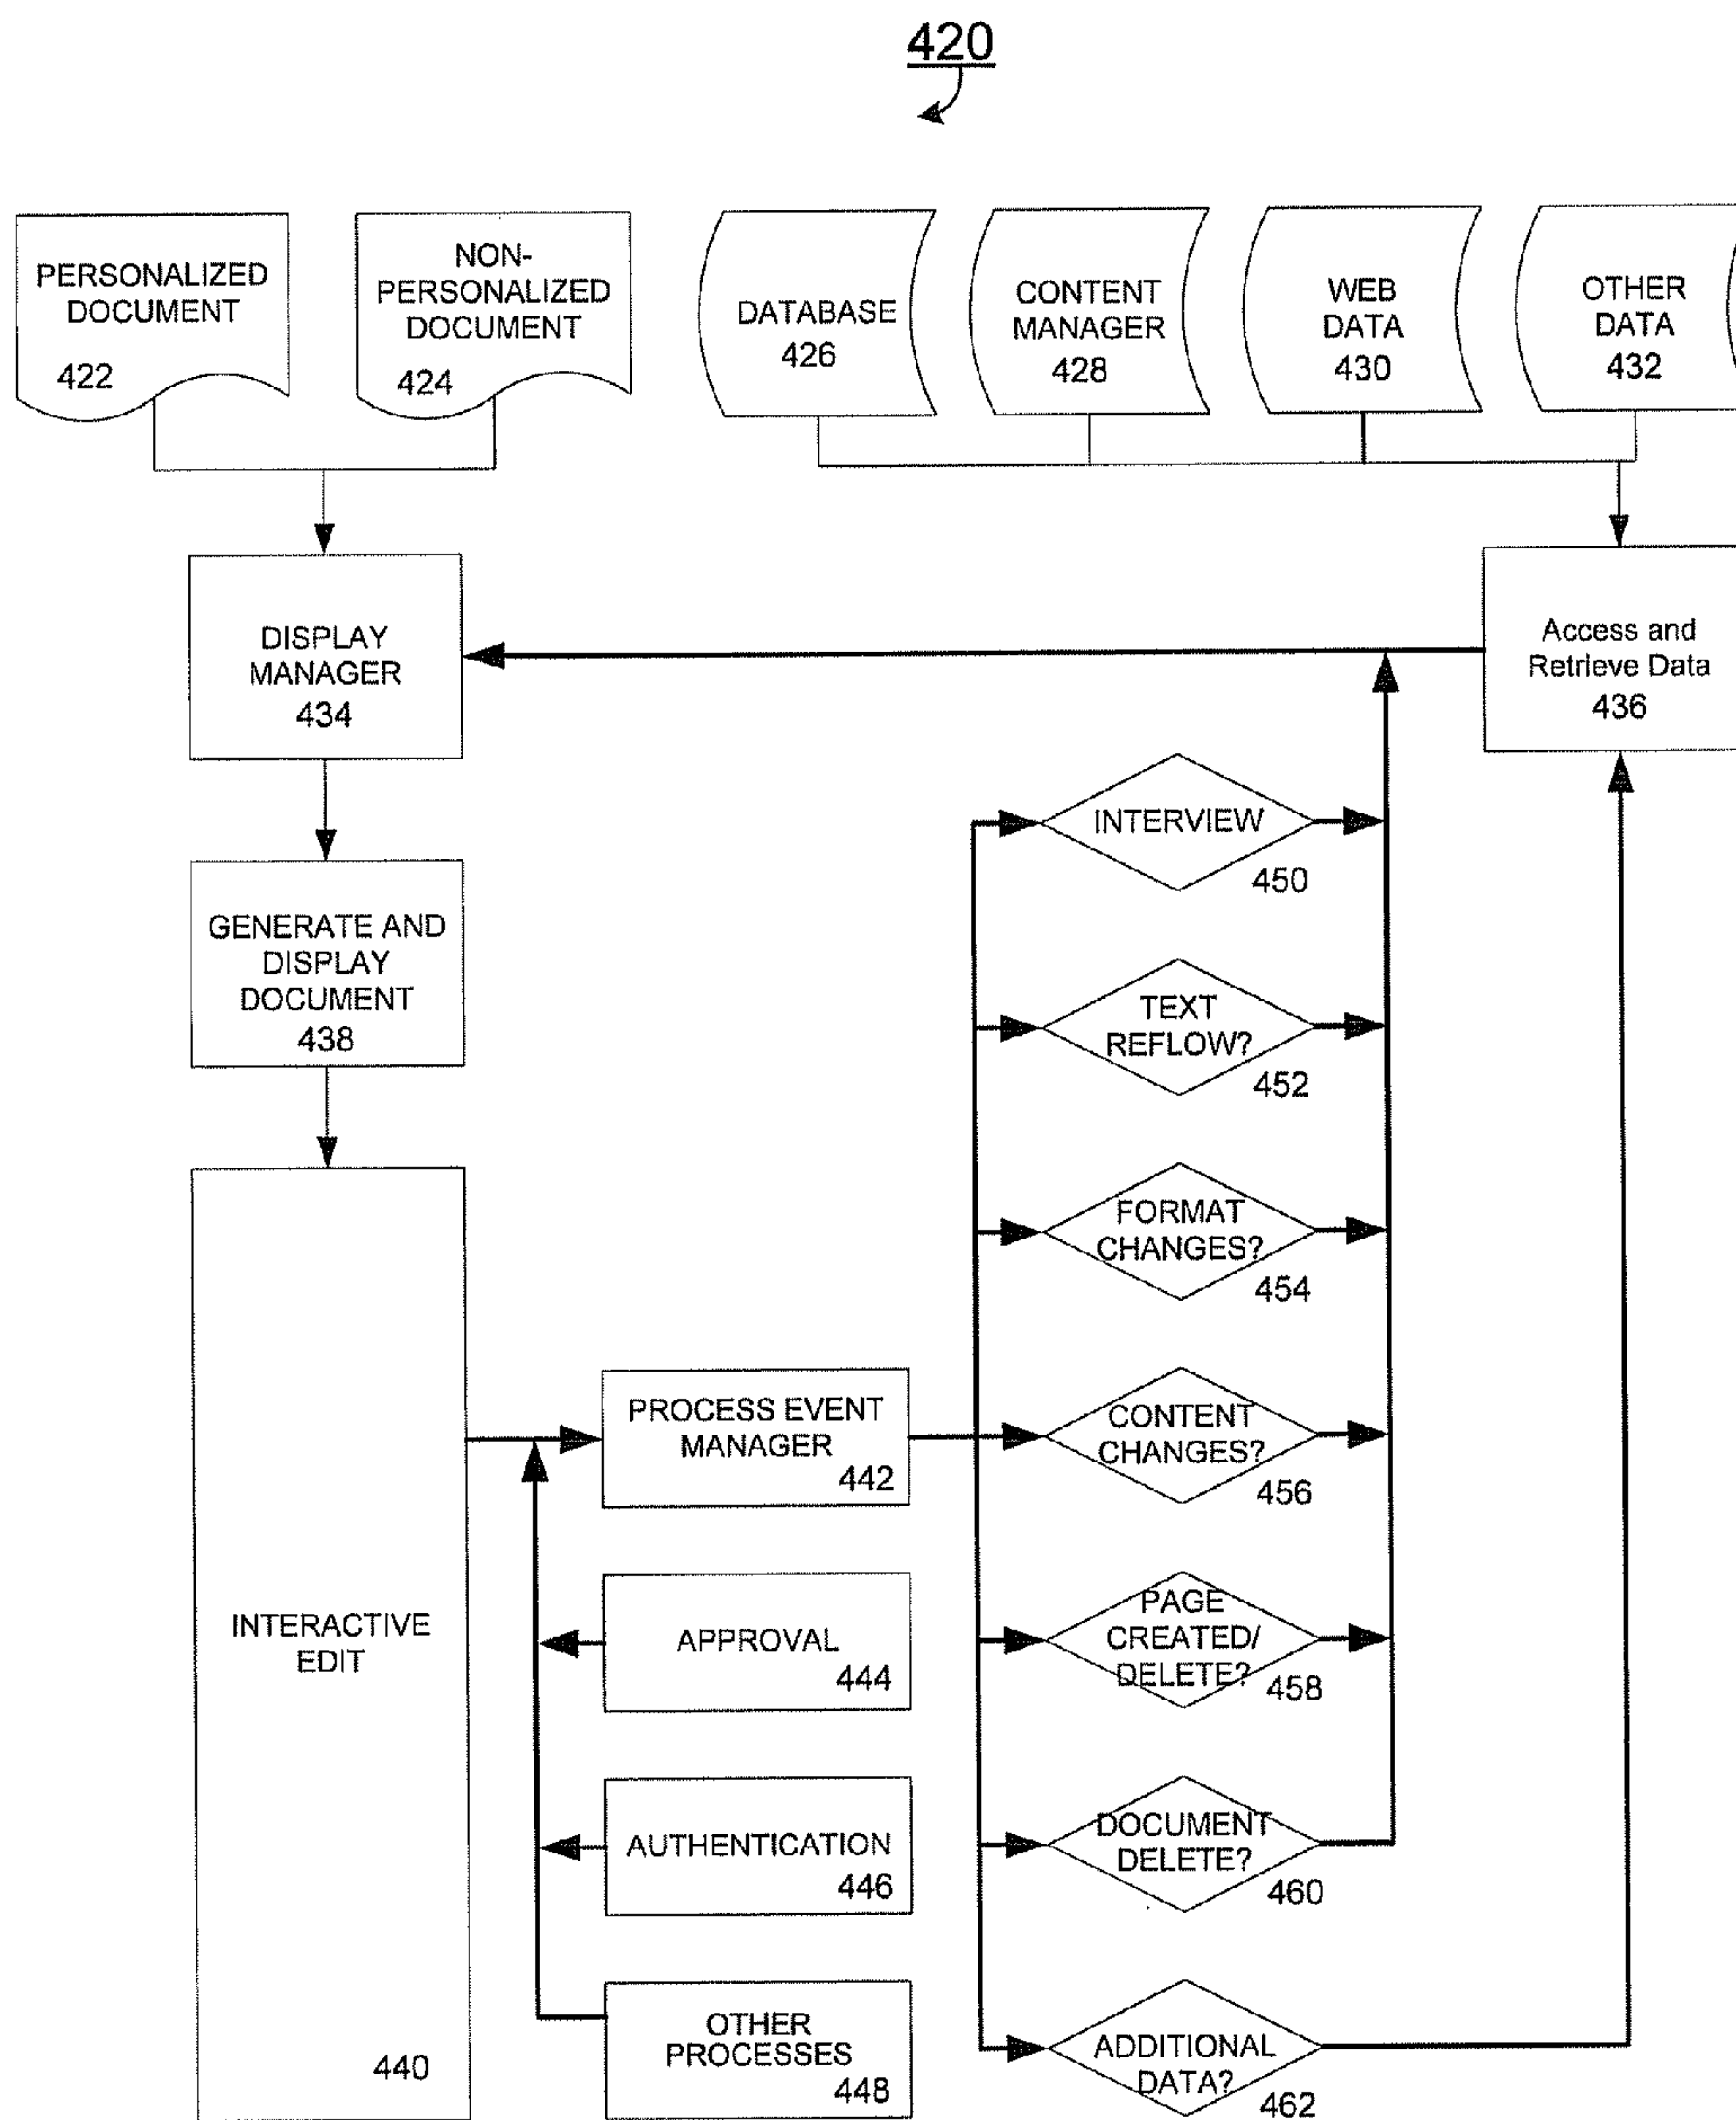 420
PERSONALIZED
DOCUMENT
422
NON-
PERSONALIZED
DOCUMENT
424
DATABASE
426
CONTENT
MANAGER
428
WEB
DATA
430
OTHER
DATA
432
DISPLAY
MANAGER
434
Access and
Retrieve Data
436
GENERATE AND
DISPLAY
DOCUMENT
438
INTERACTIVE
EDIT
440
PROCESS EVENT
MANAGER
442
APPROVAL
444
AUTHENTICATION
446
OTHER
PROCESSES
448
INTERVIEW
450
TEXT
REFLOW?
452
FORMAT
CHANGES?
454
CONTENT
CHANGES?
456
PAGE
CREATED/
DELETE?
458
DOCUMENT
DELETE?
460
ADDITIONAL
DATA?
462